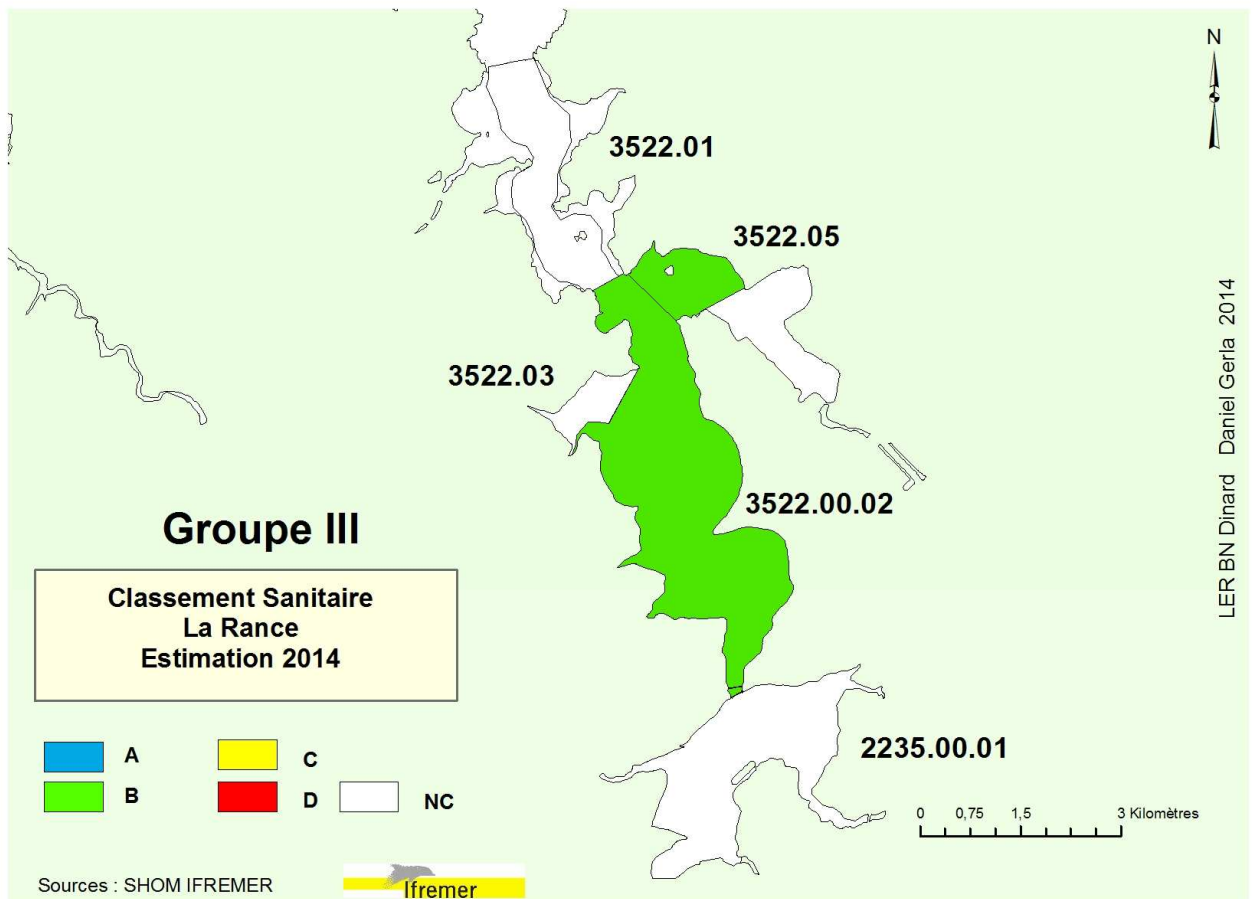 N
3522.01
3522.05
3522.03
3522.00.02
Groupe III
Classement Sanitaire
La Rance
Estimation 2014
2235.00.01
A
C
B
D
NC
0 0,75 1,5 3 Kilomètres
Sources : SHOM IFREMER
Ifremer
LER BN Dinard Daniel Gerla 2014